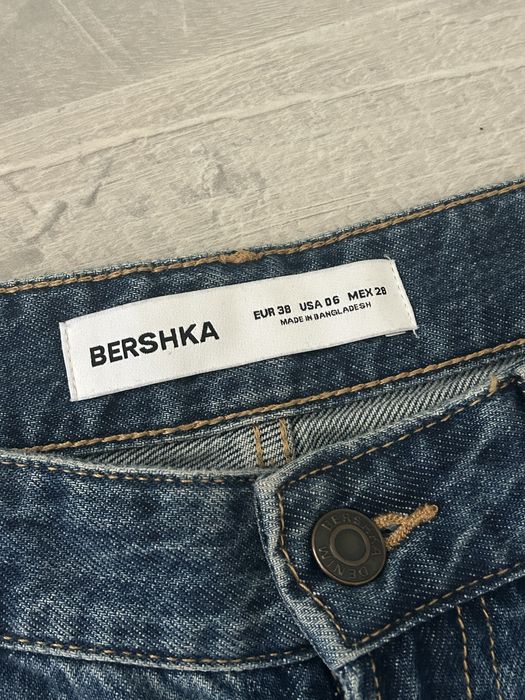 BERSHKA
EUR 38 USA 06 MEX 28
MADE IN BANGLADESH
BERSHKA
DENIM